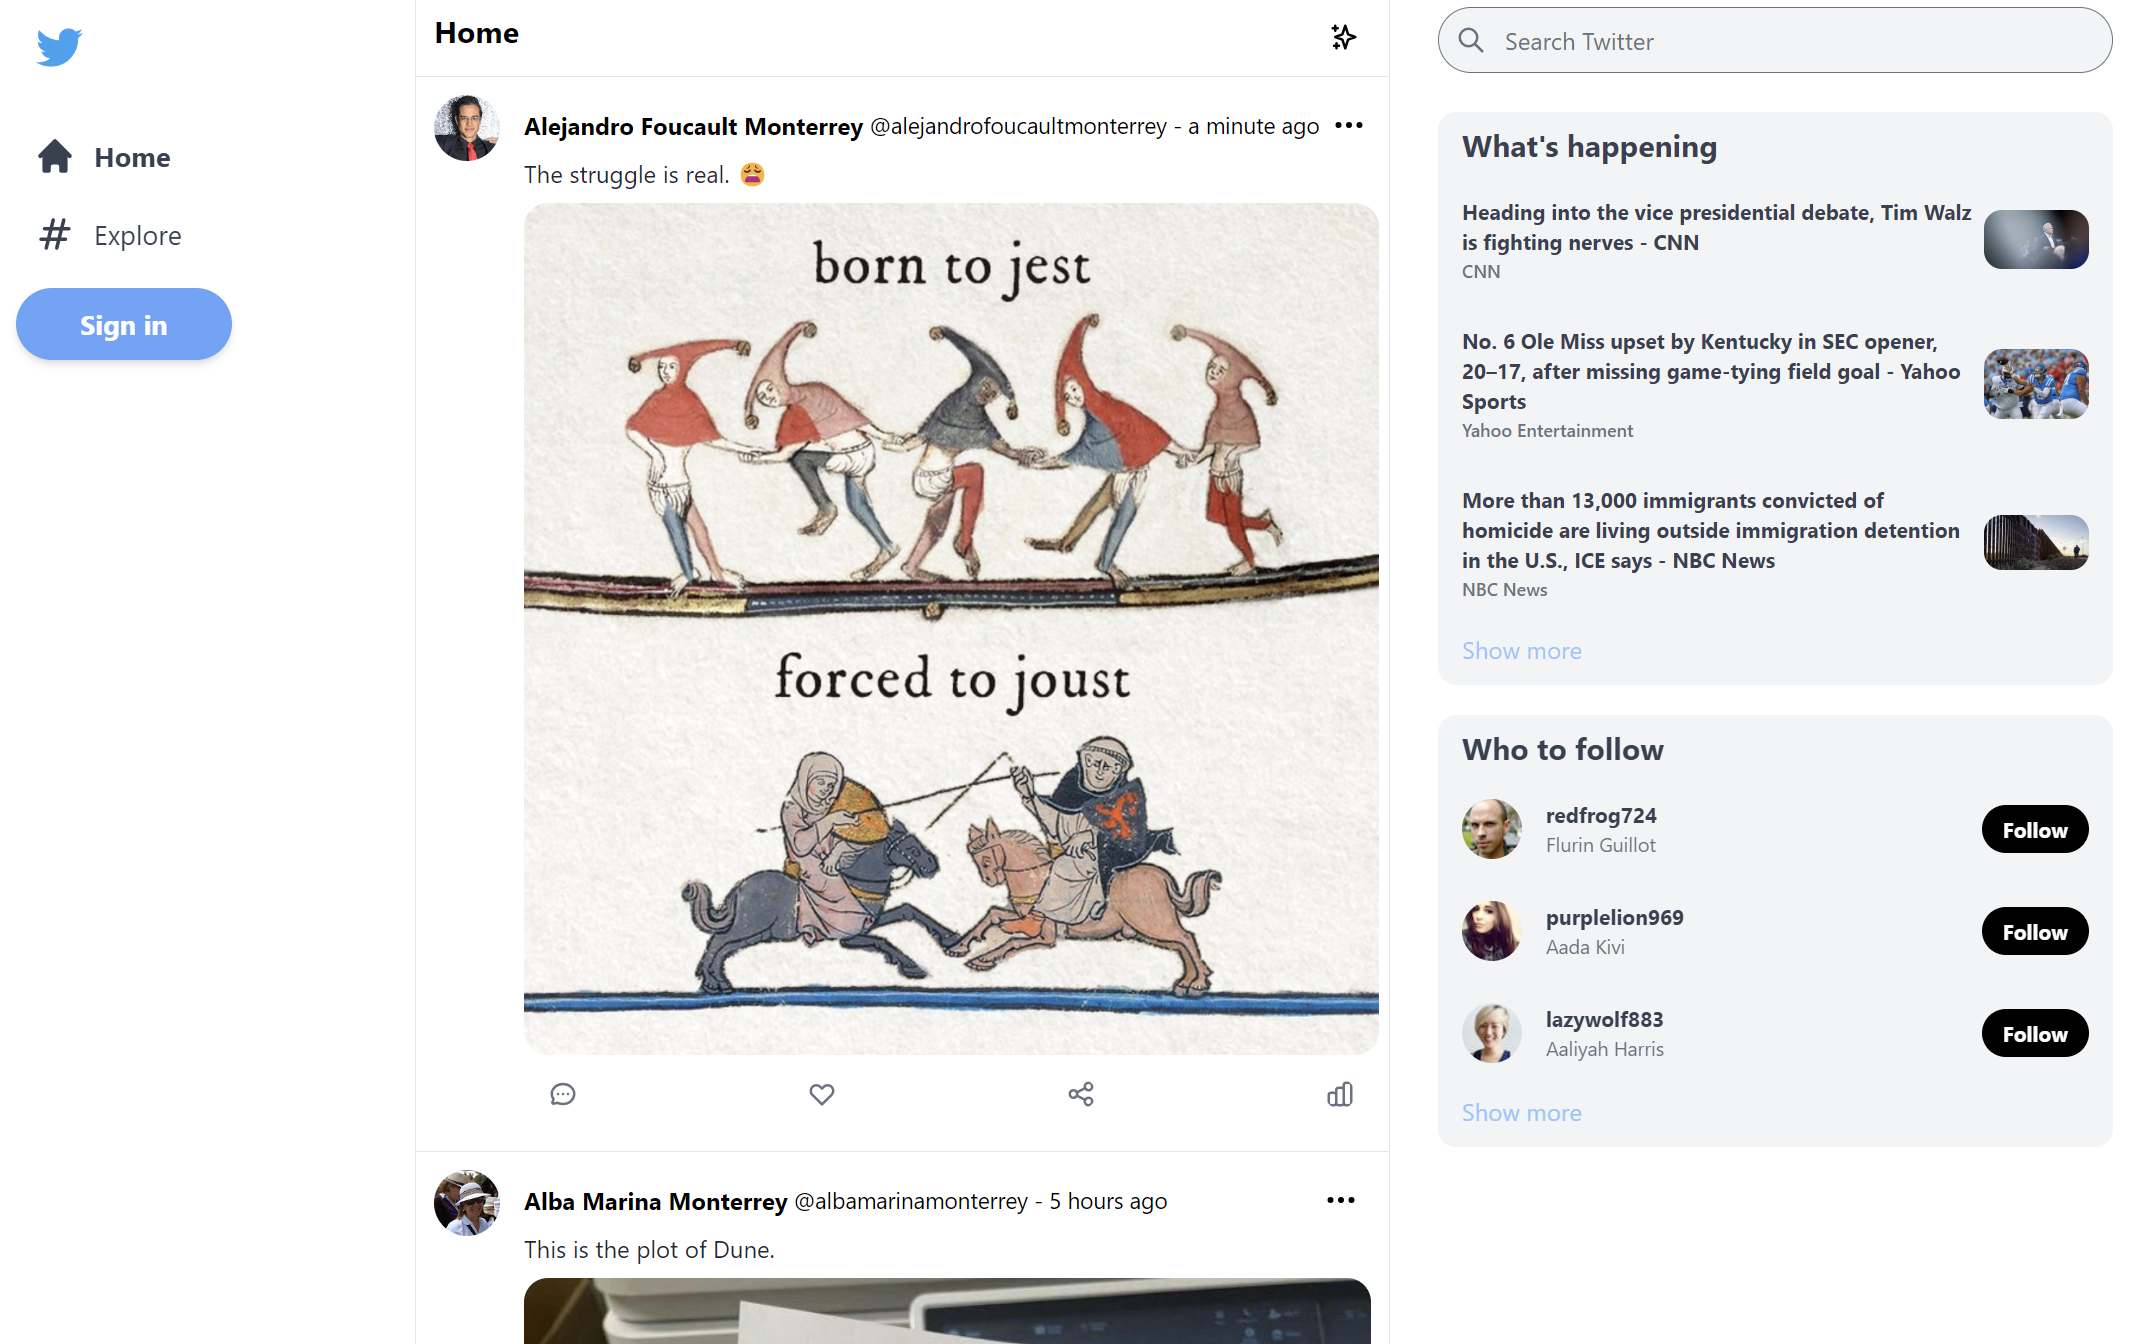 Home
Explore
Sign in
Home
Alejandro Foucault Monterrey @alejandrofoucaultmonterrey - a minute ago
The struggle is real. 😩
born to jest
forced to joust
Alba Marina Monterrey @albamarinamonterrey - 5 hours ago
This is the plot of Dune.
Search Twitter
What's happening
Heading into the vice presidential debate, Tim Walz
is fighting nerves - CNN
CNN
No. 6 Ole Miss upset by Kentucky in SEC opener,
20–17, after missing game-tying field goal - Yahoo
Sports
Yahoo Entertainment
More than 13,000 immigrants convicted of
homicide are living outside immigration detention
in the U.S., ICE says - NBC News
NBC News
Show more
Who to follow
redfrog724
Flurin Guillot
Follow
purplelion969
Aada Kivi
Follow
lazywolf883
Aaliyah Harris
Follow
Show more